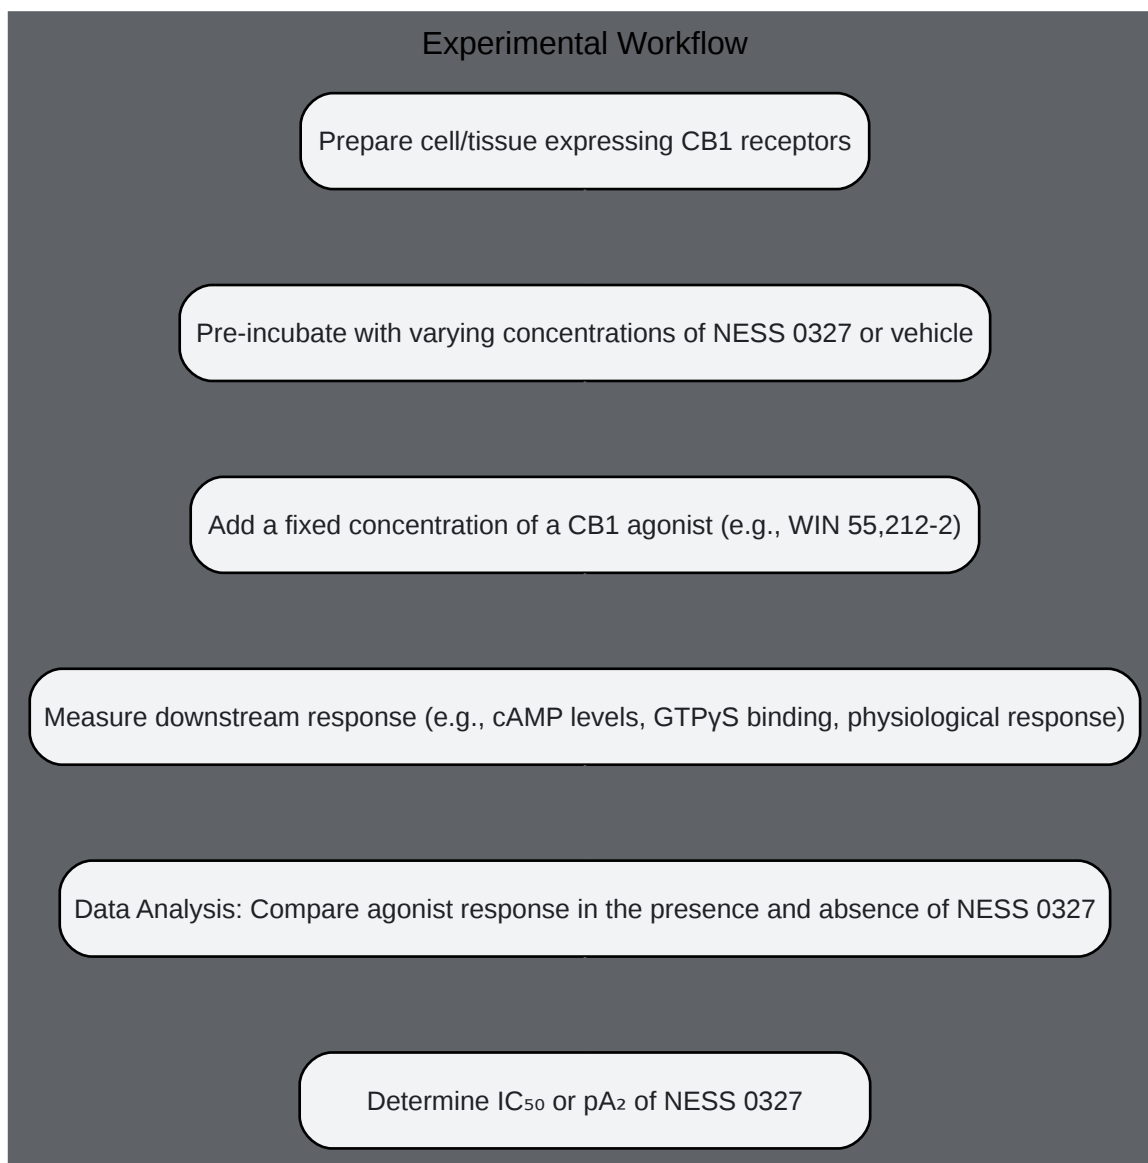 Experimental Workflow
Prepare cell/tissue expressing CB1 receptors
Pre-incubate with varying concentrations of NESS 0327 or vehicle
Add a fixed concentration of a CB1 agonist (e.g., WIN 55,212-2)
Measure downstream response (e.g., cAMP levels, GTPγS binding, physiological response)
Data Analysis: Compare agonist response in the presence and absence of NESS 0327
Determine IC₅₀ or pA₂ of NESS 0327